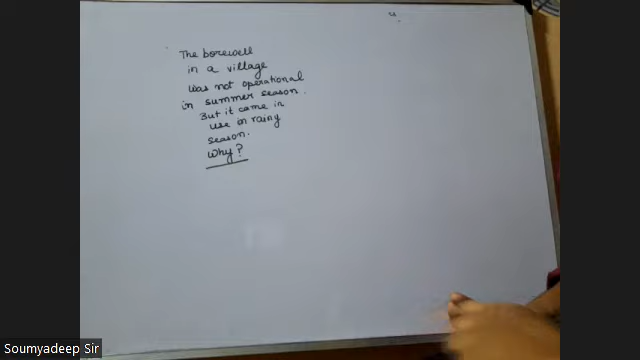 The borewell
in a village
was not operational
in summer season.
But it came in
use in rainy
season.
Why?
Soumyadeep Sir